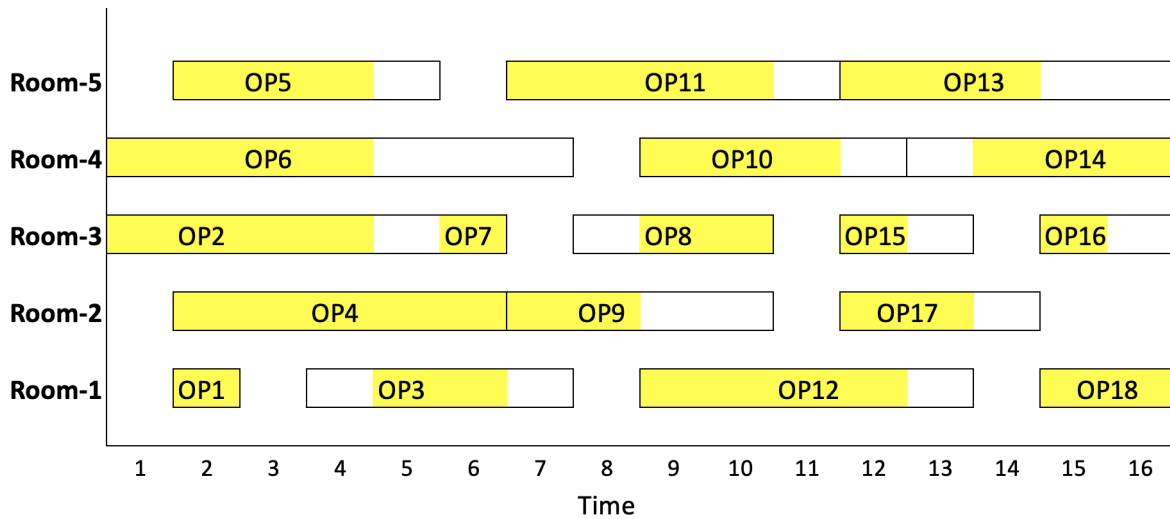 Room-5 OP5 OP11 OP13
Room-4 OP6 OP10 OP14
Room-3 OP2 OP7 OP8 OP15 OP16
Room-2 OP4 OP9 OP17
Room-1 OP1 OP3 OP12 OP18
1 2 3 4 5 6 7 8 9 10 11 12 13 14 15 16
Time